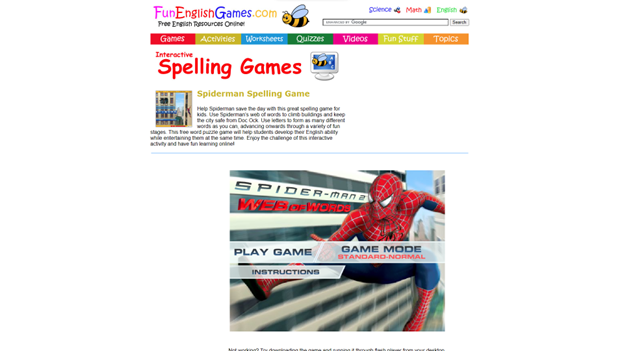 FunEnglishGames.com
Free English Resources Online!
Science Math English
ENHANCED BY Google Search
Games Activities Worksheets Quizzes Videos Fun Stuff Topics
Interactive
Spelling Games
Spiderman Spelling Game
Help Spiderman save the day with this great spelling game for
kids. Use Spiderman's web of words to climb buildings and keep
the city safe from Doc Ock. Use letters to form as many different
words as you can, advancing onwards through a variety of fun
stages. This free word puzzle game will help students develop their English ability
while entertaining them at the same time. Enjoy the challenge of this interactive
activity and have fun learning online!
SPIDER-MAN 2
WEB OF WORDS
PLAY GAME
GAME MODE
STANDARD-NORMAL
INSTRUCTIONS
Not working? Try downloading the game and running it through flash player from your desktop